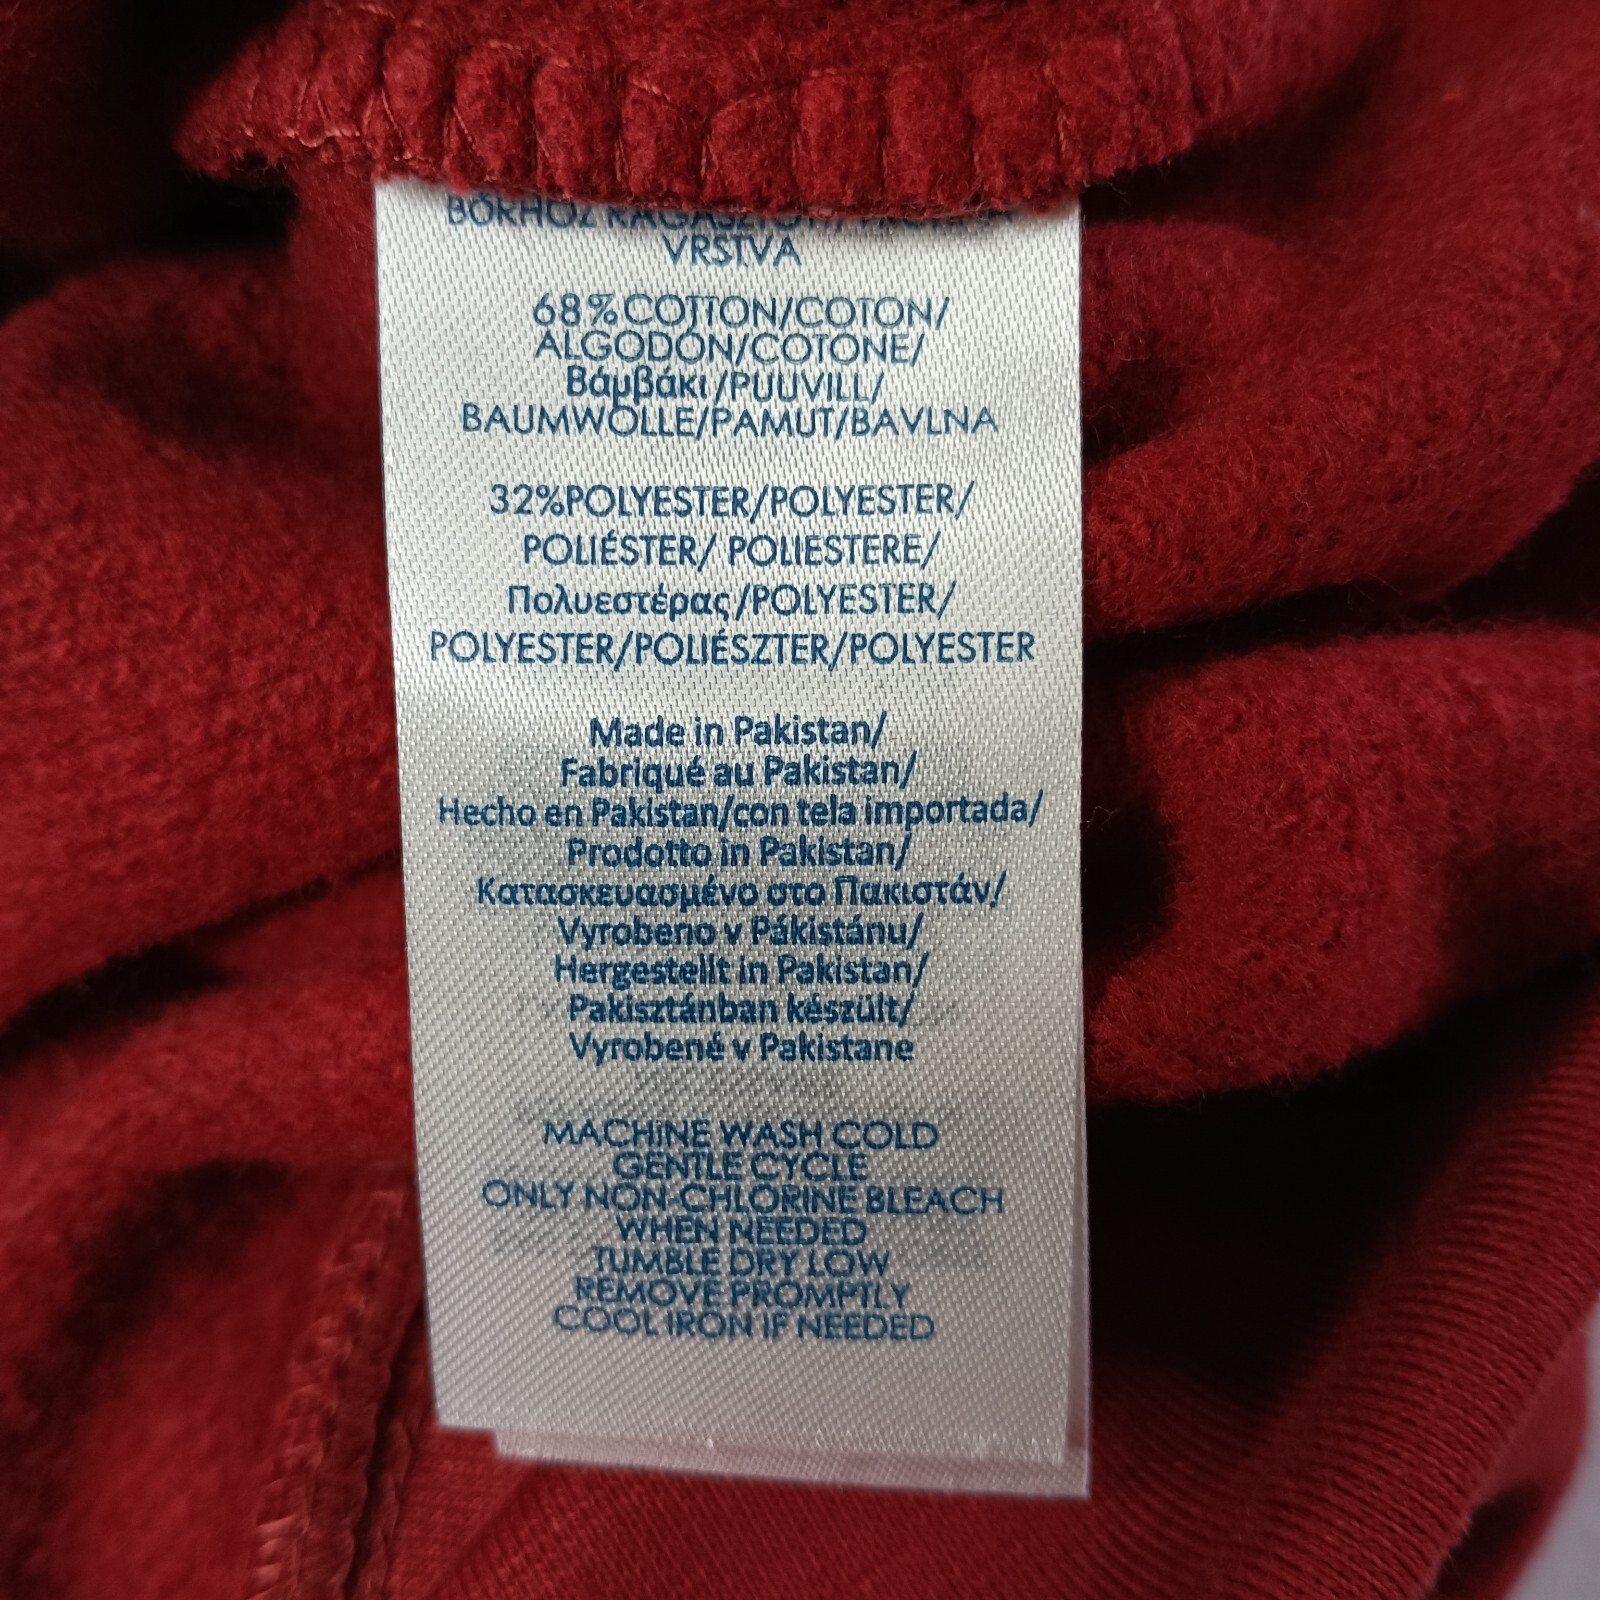 BŐRHÖZ
VRSTVA
68%COTTON/COTON/
ALGODÓN/COTONE/
Βάμβάκι/PUUVILL/
BAUMWOLLE/PAMUT/BAVLNA
32%POLYESTER/POLYESTER/
POLIÉSTER/ POLIESTERE/
Πολυεστέρας/POLYESTER/
POLYESTER/POLIÉSZTER/POLYESTER
Made in Pakistan/
Fabriqué au Pakistan/
Hecho en Pakistan/con tela importada/
Prodotto in Pakistan/
Κατασκευασμένο στο Πακιστάν/
Vyrobeno v Pákistánu/
Hergestellt in Pakistan/
Pakisztánban készült/
Vyrobené v Pakistane
MACHINE WASH COLD
GENTLE CYCLE
ONLY NON-CHLORINE BLEACH
WHEN NEEDED
TUMBLE DRY LOW
REMOVE PROMPTLY
COOL IRON IF NEEDED